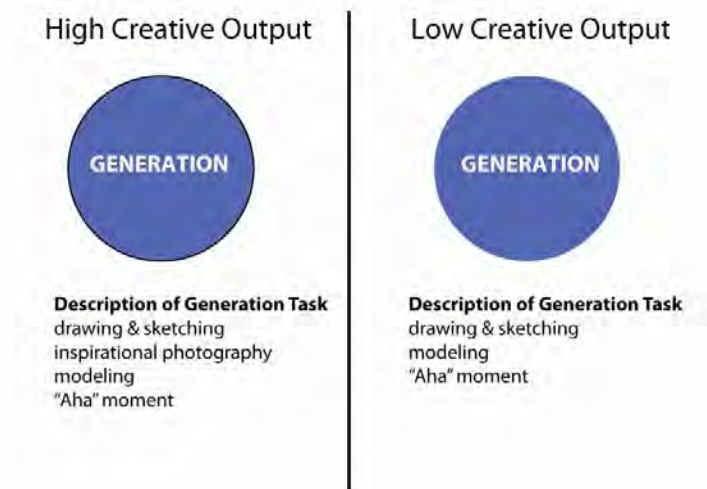 High Creative Output
GENERATION
Description of Generation Task
drawing & sketching
inspirational photography
modeling
"Aha" moment
Low Creative Output
GENERATION
Description of Generation Task
drawing & sketching
modeling
"Aha" moment